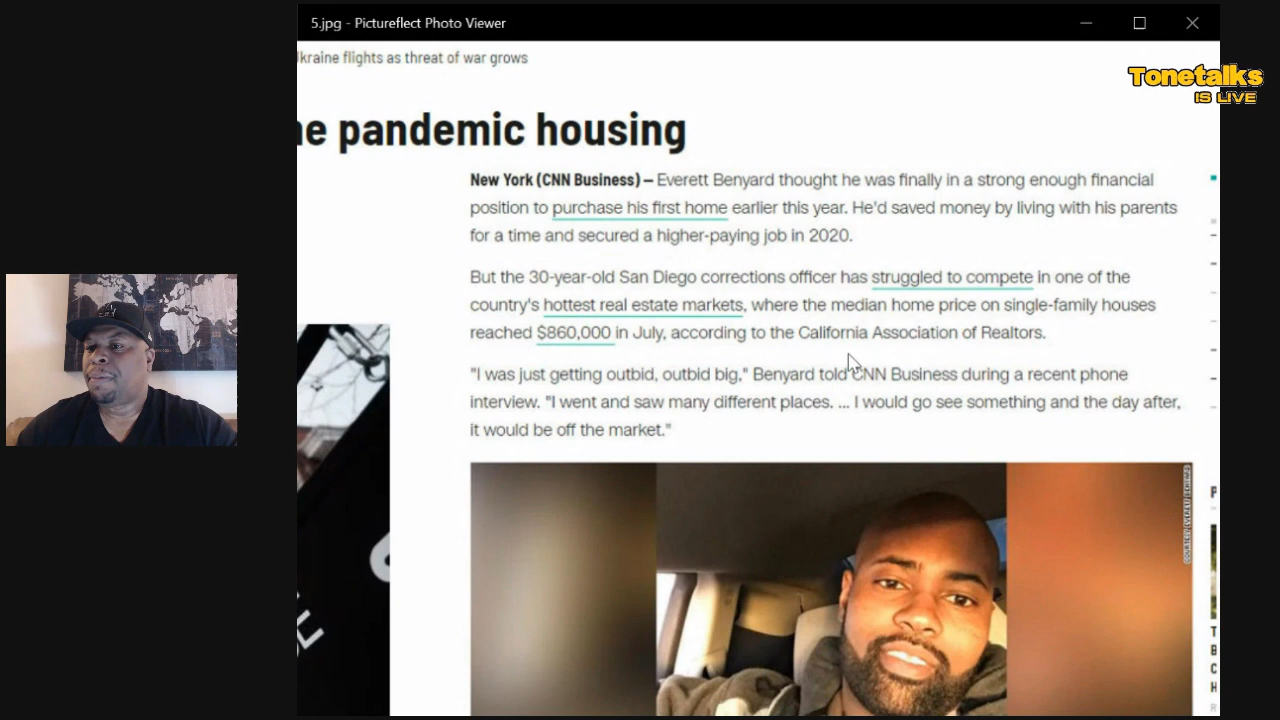 5.jpg - Pictureflect Photo Viewer
kraine flights as threat of war grows
Tonetalks
IS LIVE
e pandemic housing
New York (CNN Business) — Everett Benyard thought he was finally in a strong enough financial
position to purchase his first home earlier this year. He'd saved money by living with his parents
for a time and secured a higher-paying job in 2020.
But the 30-year-old San Diego corrections officer has struggled to compete in one of the
country's hottest real estate markets, where the median home price on single-family houses
reached $860,000 in July, according to the California Association of Realtors.
"I was just getting outbid, outbid big," Benyard told CNN Business during a recent phone
interview. "I went and saw many different places. ... I would go see something and the day after,
it would be off the market."
COURTESY EVERETT BENYARD
P
E
T
B
C
H